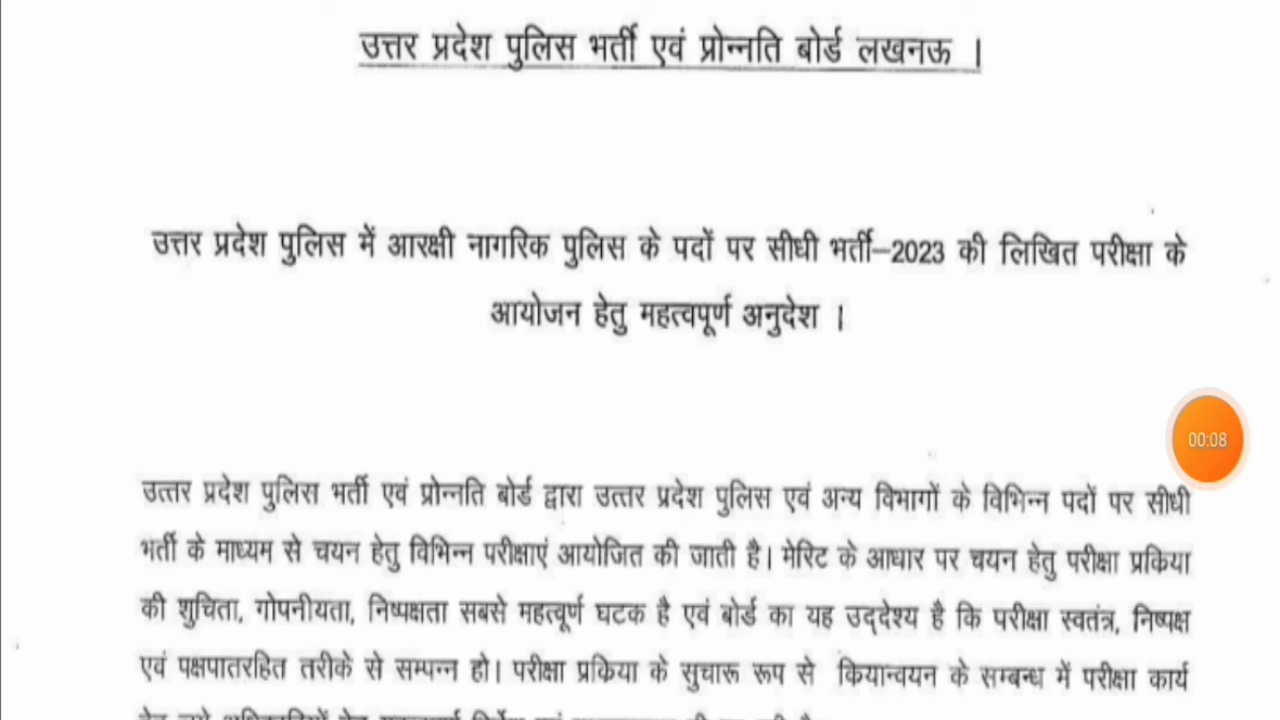 उत्तर प्रदेश पुलिस भर्ती एवं प्रोन्नति बोर्ड लखनऊ ।
उत्तर प्रदेश पुलिस में आरक्षी नागरिक पुलिस के पदों पर सीधी भर्ती–2023 की लिखित परीक्षा के
आयोजन हेतु महत्वपूर्ण अनुदेश ।
00:08
उत्तर प्रदेश पुलिस भर्ती एवं प्रोन्नति बोर्ड द्वारा उत्तर प्रदेश पुलिस एवं अन्य विभागों के विभिन्न पदों पर सीधी
भर्ती के माध्यम से चयन हेतु विभिन्न परीक्षाएं आयोजित की जाती है। मेरिट के आधार पर चयन हेतु परीक्षा प्रकिया
की शुचिता, गोपनीयता, निष्पक्षता सबसे महत्वपूर्ण घटक है एवं बोर्ड का यह उद्‌देश्य है कि परीक्षा स्वतंत्र, निष्पक्ष
एवं पक्षपातरहित तरीके से सम्पन्न हो। परीक्षा प्रकिया के सुचारू रूप से कियान्वयन के सम्बन्ध में परीक्षा कार्य